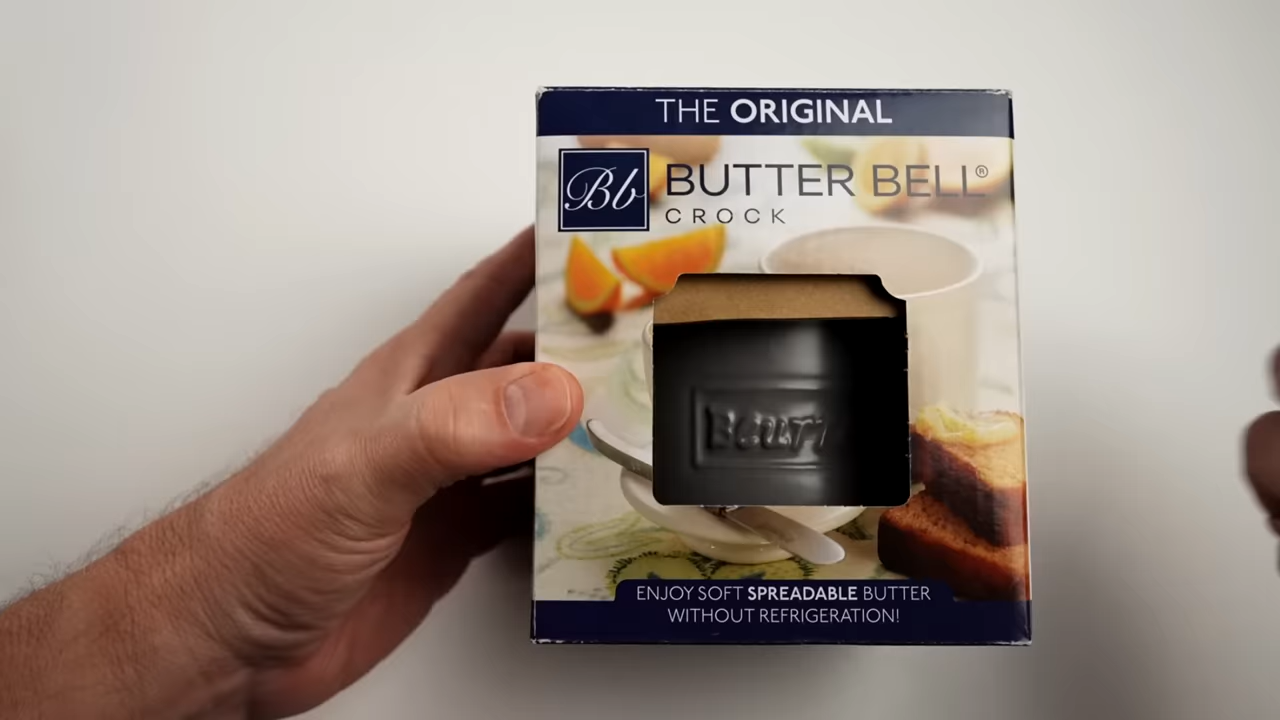 THE ORIGINAL
Bb
BUTTER BELL®
CROCK
ENJOY SOFT SPREADABLE BUTTER
WITHOUT REFRIGERATION!